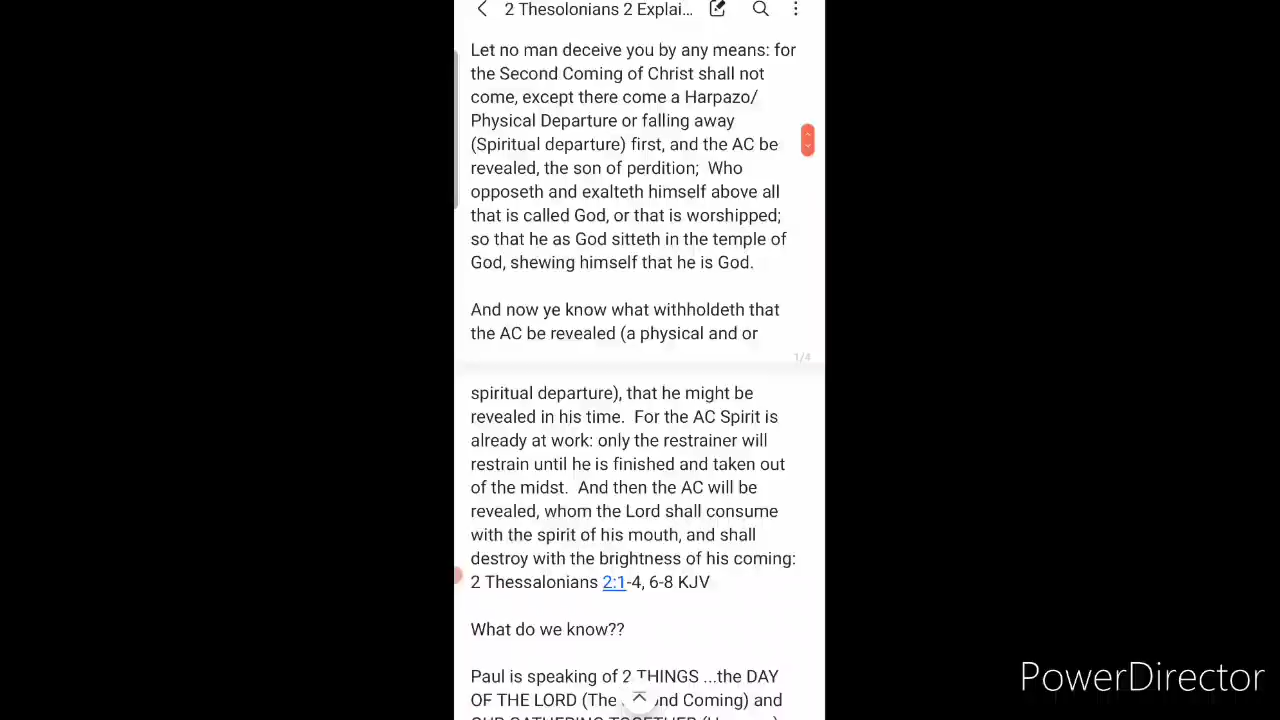 2 Thesolonians 2 Explai...
Let no man deceive you by any means: for
the Second Coming of Christ shall not
come, except there come a Harpazo/
Physical Departure or falling away
(Spiritual departure) first, and the AC be
revealed, the son of perdition;  Who
opposeth and exalteth himself above all
that is called God, or that is worshipped;
so that he as God sitteth in the temple of
God, shewing himself that he is God.
And now ye know what withholdeth that
the AC be revealed (a physical and or
1/4
spiritual departure), that he might be
revealed in his time.  For the AC Spirit is
already at work: only the restrainer will
restrain until he is finished and taken out
of the midst.  And then the AC will be
revealed, whom the Lord shall consume
with the spirit of his mouth, and shall
destroy with the brightness of his coming:
2 Thessalonians 2:1-4, 6-8 KJV
What do we know??
Paul is speaking of 2 THINGS ...the DAY
OF THE LORD (The Coming) and
OUR GATHERING TOGETHER
PowerDirector